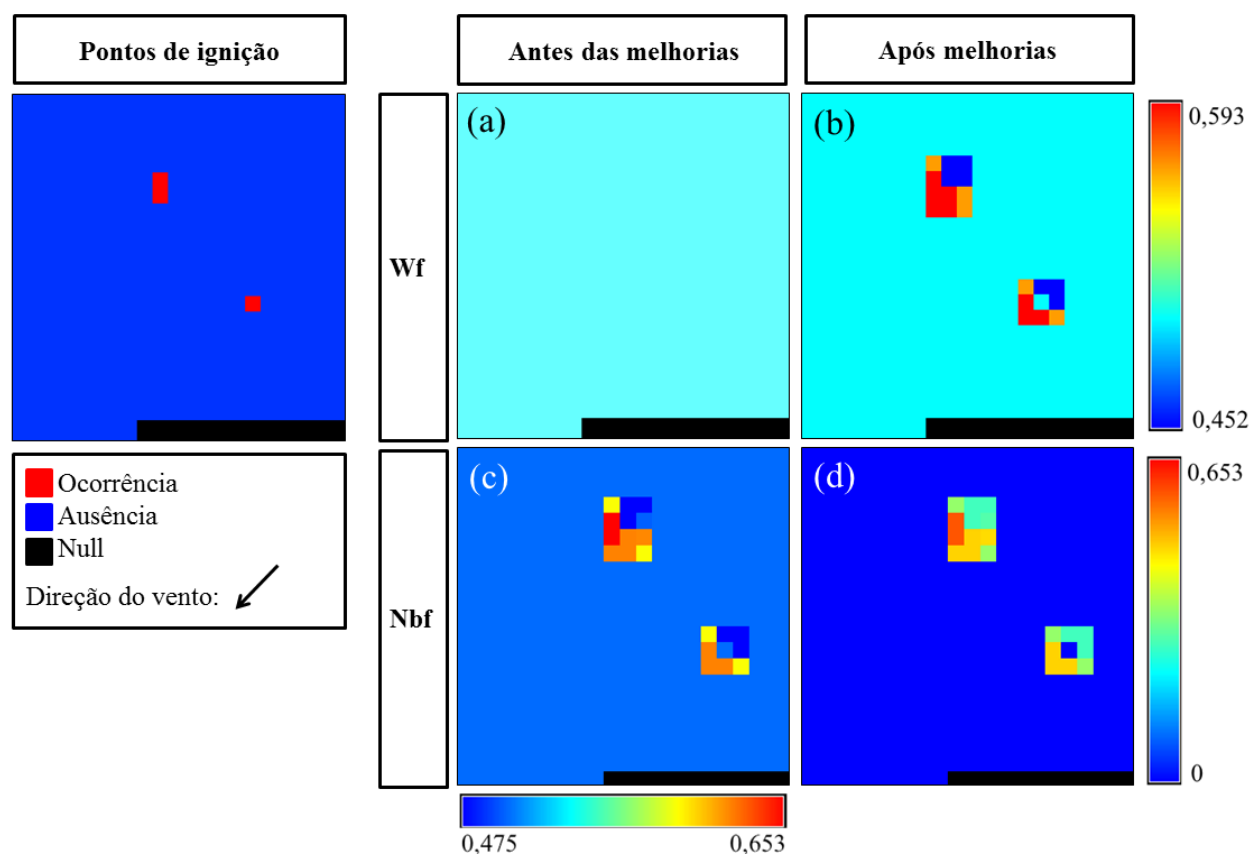 Pontos de ignição
Antes das melhorias
Após melhorias
Wf
(a)
(b)
0,593
0,452
Ocorrência
Ausência
Null
Direção do vento:
Nbf
(c)
(d)
0,653
0
0,475
0,653